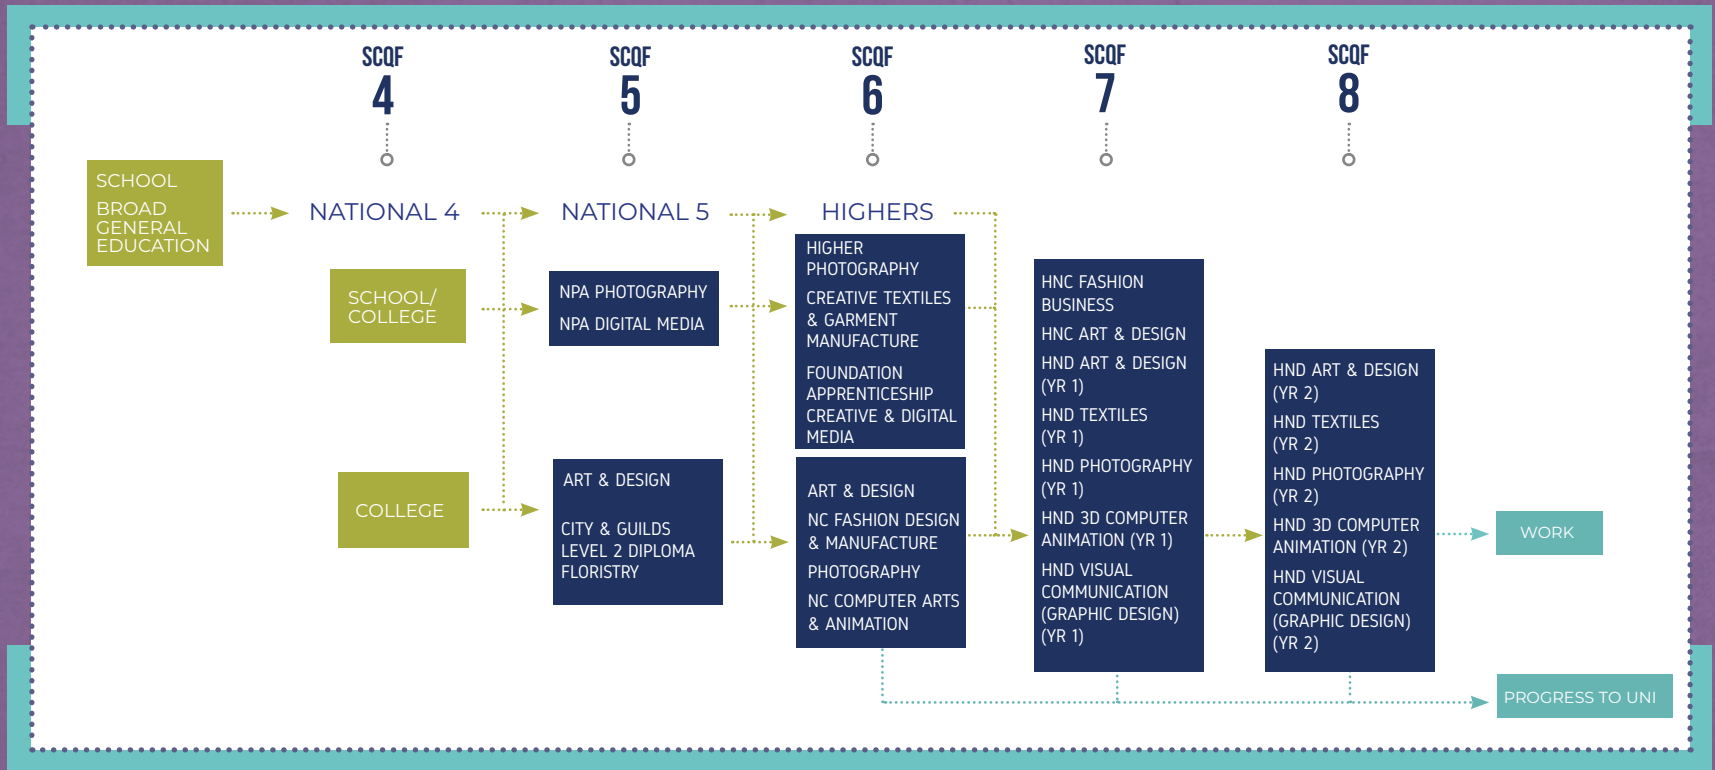 SCQF
4
SCQF
5
SCQF
6
SCQF
7
SCQF
8
SCHOOL
BROAD
GENERAL
EDUCATION
NATIONAL 4
NATIONAL 5
HIGHERS
SCHOOL/
COLLEGE
NPA PHOTOGRAPHY
NPA DIGITAL MEDIA
HIGHER
PHOTOGRAPHY
CREATIVE TEXTILES
& GARMENT
MANUFACTURE
FOUNDATION
APPRENTICESHIP
CREATIVE & DIGITAL
MEDIA
COLLEGE
ART & DESIGN
CITY & GUILDS
LEVEL 2 DIPLOMA
FLORISTRY
ART & DESIGN
NC FASHION DESIGN
& MANUFACTURE
PHOTOGRAPHY
NC COMPUTER ARTS
& ANIMATION
HNC FASHION
BUSINESS
HNC ART & DESIGN
HND ART & DESIGN
(YR 1)
HND TEXTILES
(YR 1)
HND PHOTOGRAPHY
(YR 1)
HND 3D COMPUTER
ANIMATION (YR 1)
HND VISUAL
COMMUNICATION
(GRAPHIC DESIGN)
(YR 1)
HND ART & DESIGN
(YR 2)
HND TEXTILES
(YR 2)
HND PHOTOGRAPHY
(YR 2)
HND 3D COMPUTER
ANIMATION (YR 2)
HND VISUAL
COMMUNICATION
(GRAPHIC DESIGN)
(YR 2)
WORK
PROGRESS TO UNI